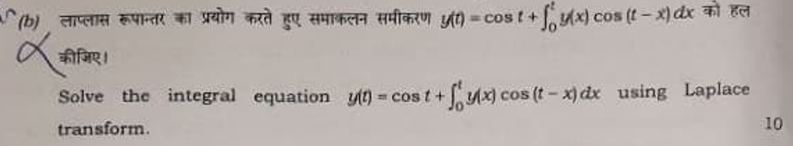 (b) लाप्लास रूपान्तर का प्रयोग करते हुए समाकलन समीकरण y(t) = cos t + ∫₀ᵗ y(x) cos (t – x) dx को हल
कीजिए।
Solve the integral equation y(t) = cos t + ∫₀ᵗ y(x) cos (t – x) dx using Laplace
transform. 10